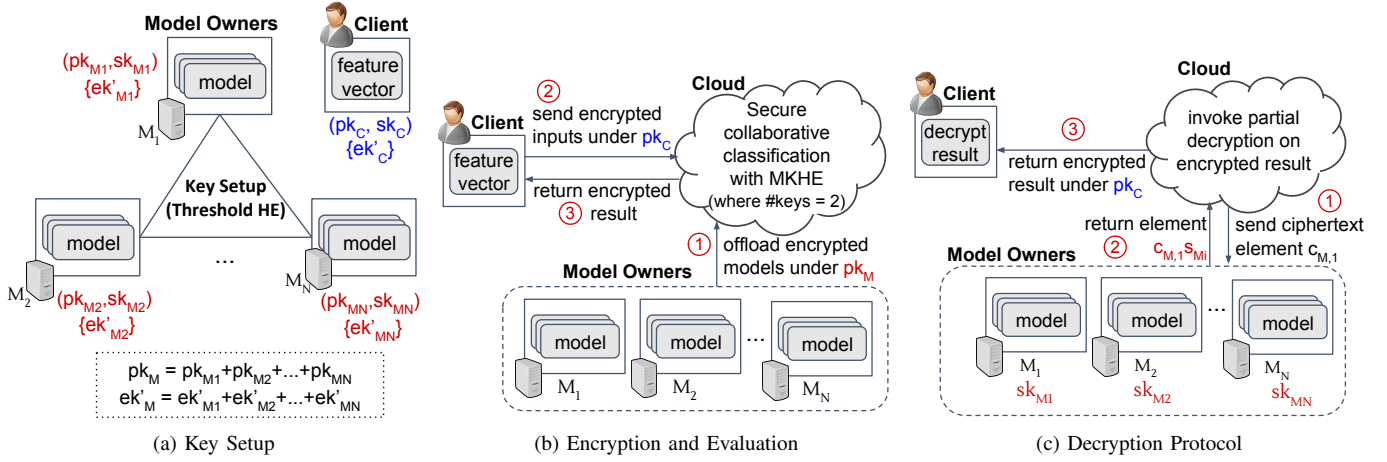 Model Owners
Client
(pk_M1,sk_M1)
{ek'_M1}
model
feature
vector
M_1
(pk_C, sk_C)
{ek'_C}
Key Setup
(Threshold HE)
model
...
model
M_2
M_N
(pk_M2,sk_M2)
{ek'_M2}
(pk_MN,sk_MN)
{ek'_MN}
pk_M = pk_M1+pk_M2+...+pk_MN
ek'_M = ek'_M1+ek'_M2+...+ek'_MN
(a) Key Setup
Client
feature
vector
2
send encrypted
inputs under pk_C
return encrypted
3 result
Cloud
Secure
collaborative
classification
with MKHE
(where #keys = 2)
1
offload encrypted
models under pk_M
Model Owners
model
model
...
model
M_1
M_2
M_N
(b) Encryption and Evaluation
Client
decrypt
result
3
return encrypted
result under pk_C
Cloud
invoke partial
decryption on
encrypted result
return element
2 c_M,1 s_Mi
1
send ciphertext
element c_M,1
Model Owners
model
model
...
model
M_1
M_2
M_N
sk_M1
sk_M2
sk_MN
(c) Decryption Protocol